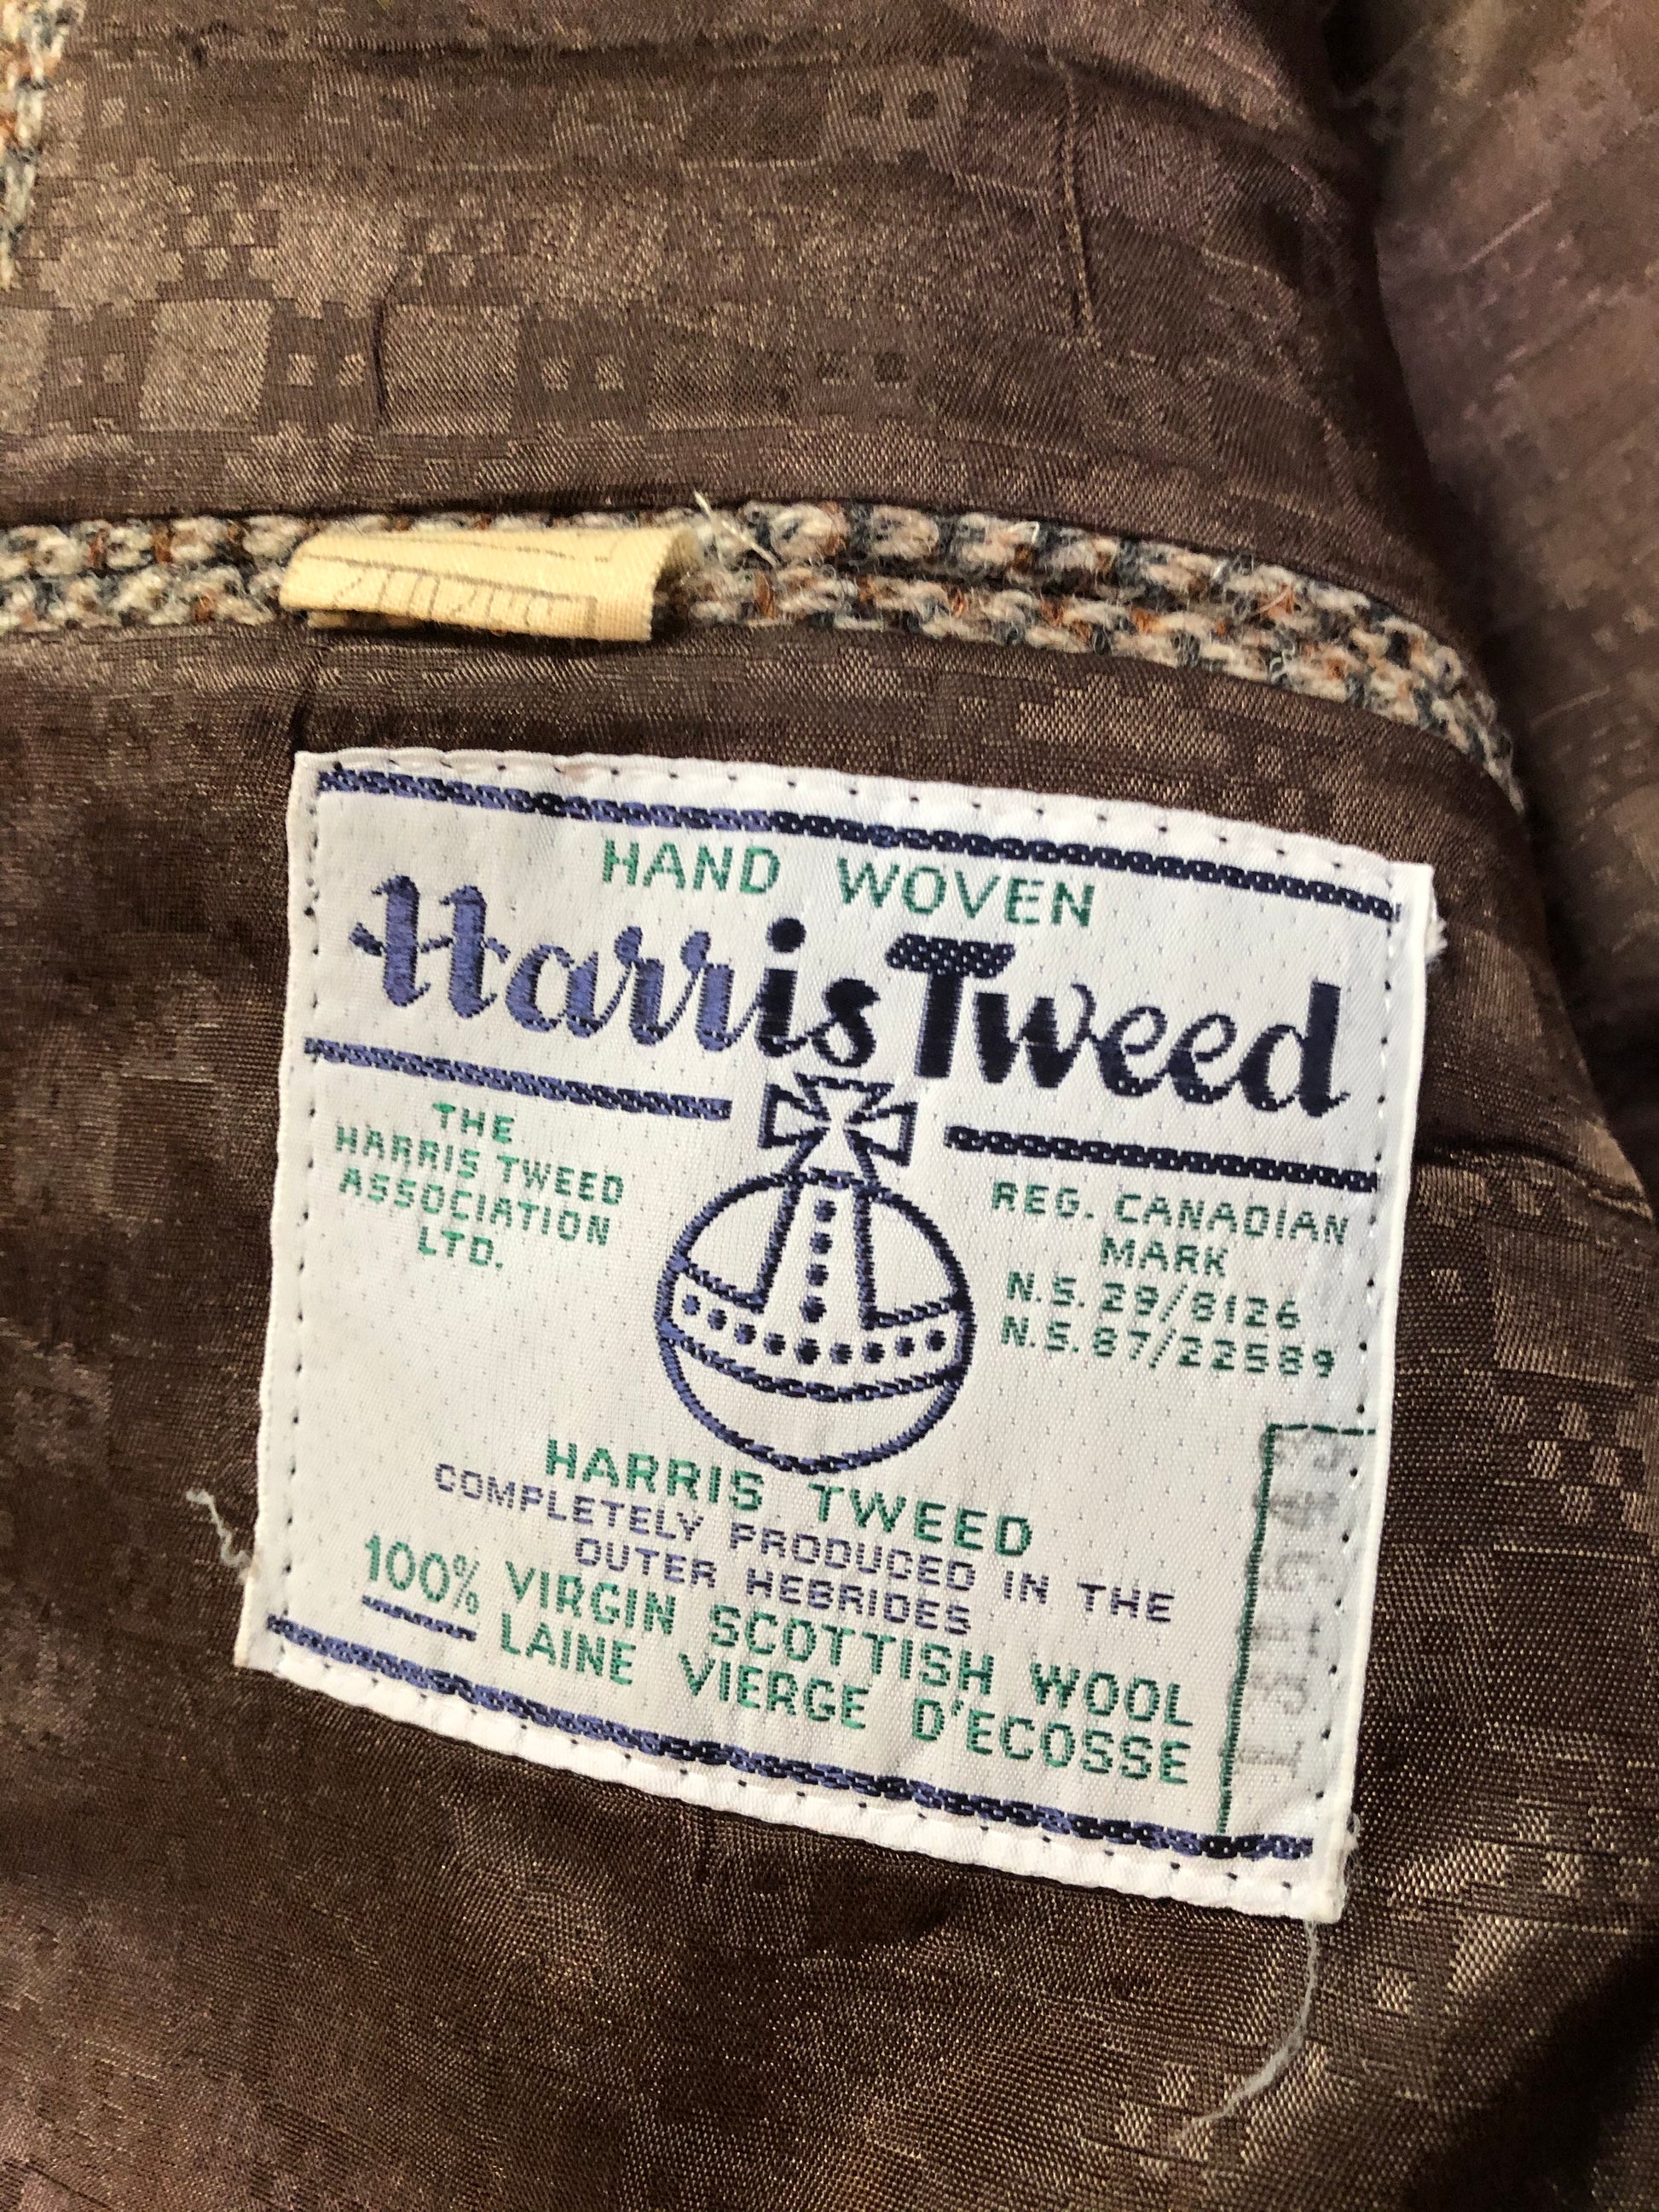 HAND WOVEN
Harris Tweed
THE
HARRIS TWEED
ASSOCIATION
LTD.
REG. CANADIAN
MARK
N.S. 29/8126
N.S. 87/22589
HARRIS TWEED
COMPLETELY PRODUCED IN THE
OUTER HEBRIDES
100% VIRGIN SCOTTISH WOOL
LAINE VIERGE D'ECOSSE